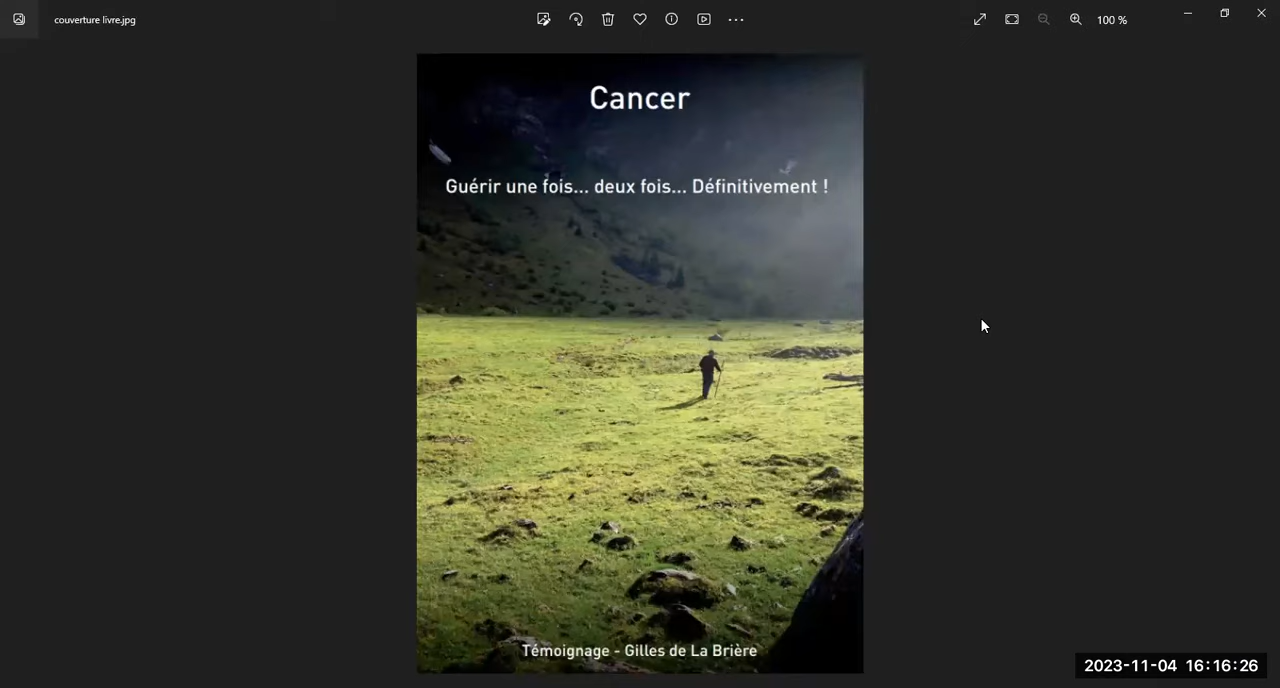 couverture livre.jpg
100 %
Cancer
Guérir une fois... deux fois... Définitivement !
Témoignage - Gilles de La Brière
2023-11-04 16:16:26